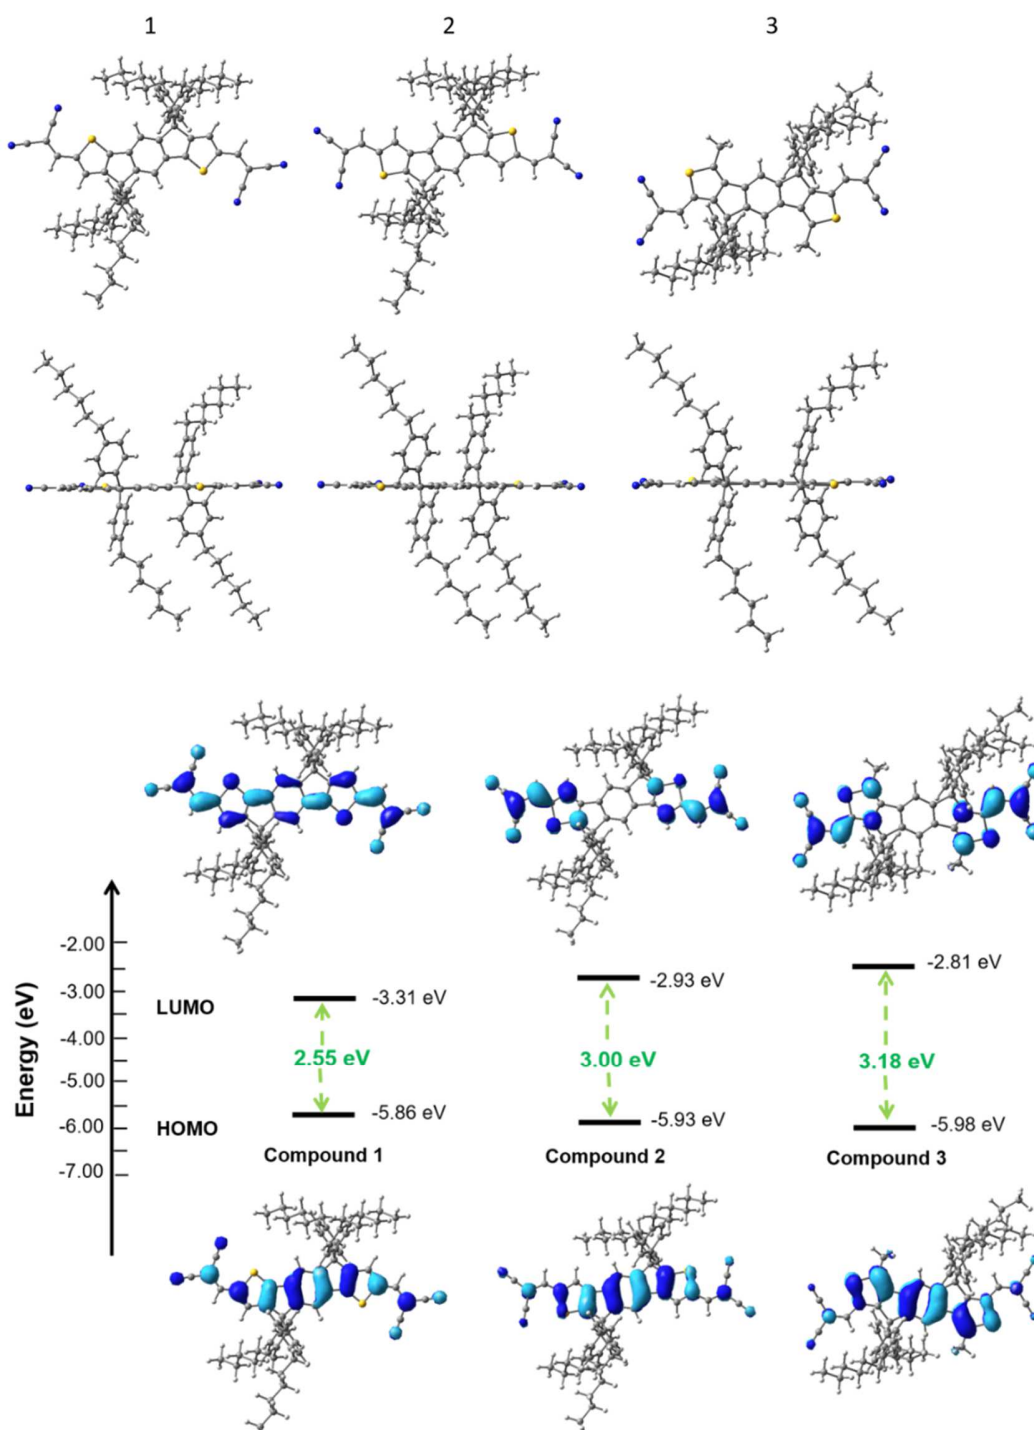 1 2 3
-2.00
-2.81 eV
-3.00
-2.93 eV
LUMO
-3.31 eV
-4.00
2.55 eV
3.00 eV
3.18 eV
-5.00
Energy (eV)
-5.86 eV
-5.93 eV
-5.98 eV
-6.00
HOMO
Compound 1
Compound 2
Compound 3
-7.00